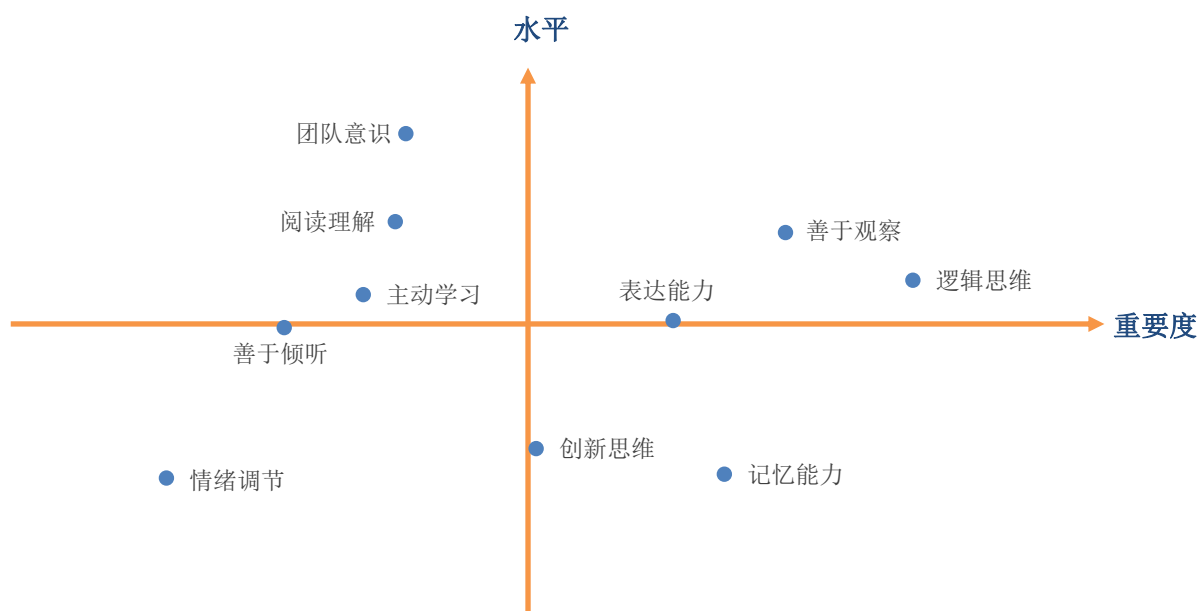 水平
团队意识
阅读理解
善于观察
逻辑思维
主动学习
表达能力
重要度
善于倾听
创新思维
记忆能力
情绪调节